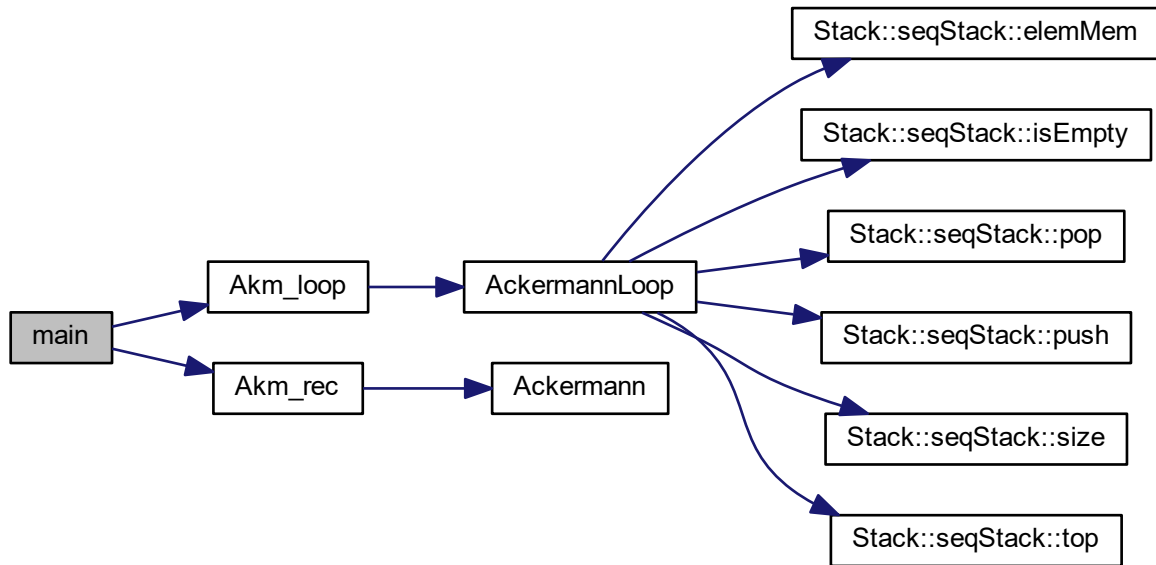 main
Akm_loop
Akm_rec
AckermannLoop
Ackermann
Stack::seqStack::elemMem
Stack::seqStack::isEmpty
Stack::seqStack::pop
Stack::seqStack::push
Stack::seqStack::size
Stack::seqStack::top